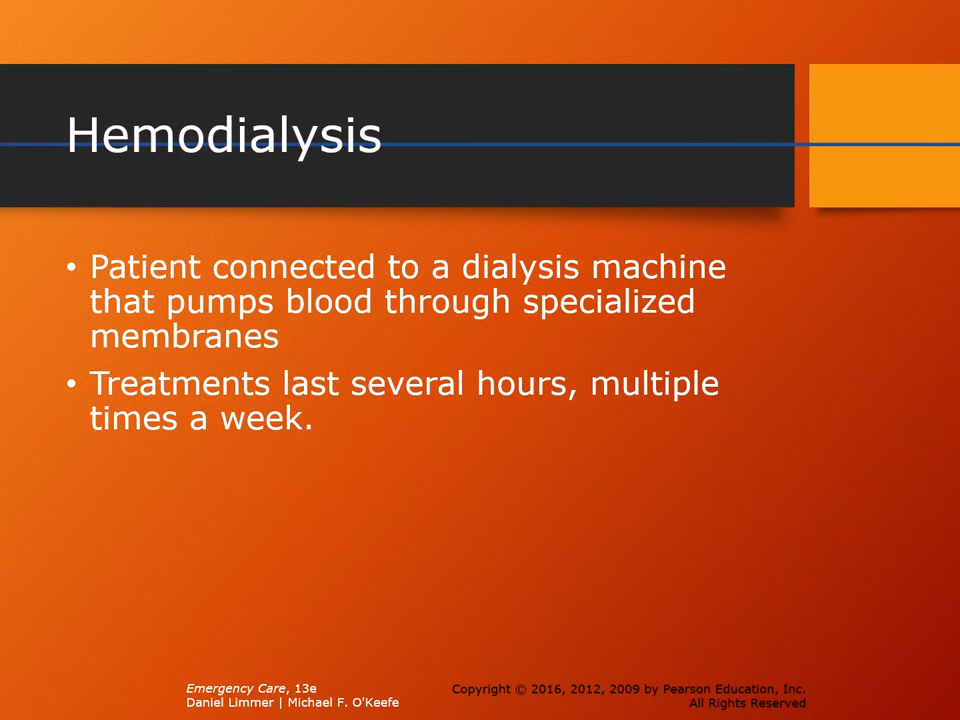 Hemodialysis
• Patient connected to a dialysis machine
that pumps blood through specialized
membranes
• Treatments last several hours, multiple
times a week.
Emergency Care, 13e
Daniel Limmer | Michael F. O'Keefe
Copyright © 2016, 2012, 2009 by Pearson Education, Inc.
All Rights Reserved